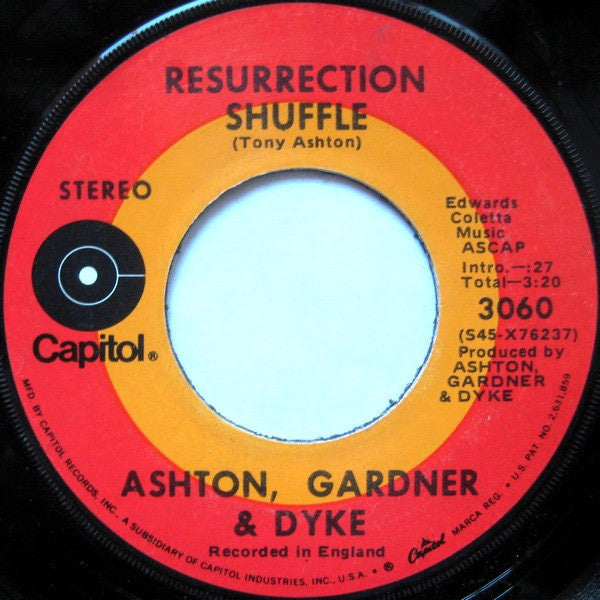 RESURRECTION
SHUFFLE
(Tony Ashton)
STEREO
Capitol®
Edwards
Coletta
Music
ASCAP
Intro.—:27
Total—3:20
3060
(S45-X76237)
Produced by
ASHTON,
GARDNER
& DYKE
ASHTON, GARDNER
& DYKE
Recorded in England
MFD. BY CAPITOL RECORDS, INC., A SUBSIDIARY OF CAPITOL INDUSTRIES, INC., U.S.A. • ® Capitol MARCA REG. • U.S. PAT. NO. 2,631,859